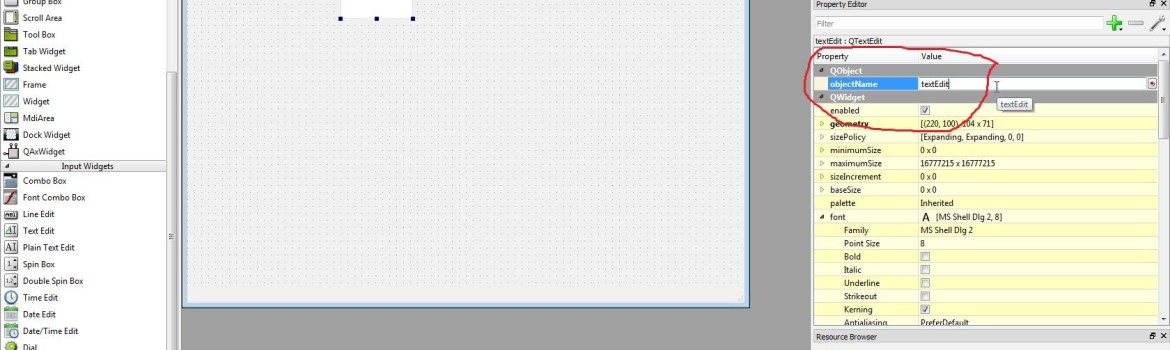 Group Box
Scroll Area
Tool Box
Tab Widget
Stacked Widget
Frame
Widget
MdiArea
Dock Widget
QAxWidget
Input Widgets
Combo Box
Font Combo Box
Line Edit
Text Edit
Plain Text Edit
Spin Box
Double Spin Box
Time Edit
Date Edit
Date/Time Edit
Dial
Property Editor
Filter
textEdit : QTextEdit
Property Value
QObject
objectName textEdit
QWidget
textEdit
enabled
geometry [(220, 100), 104 x 71]
sizePolicy [Expanding, Expanding, 0, 0]
minimumSize 0 x 0
maximumSize 16777215 x 16777215
sizeIncrement 0 x 0
baseSize 0 x 0
palette Inherited
font A [MS Shell Dlg 2, 8]
Family MS Shell Dlg 2
Point Size 8
Bold
Italic
Underline
Strikeout
Kerning
Antialiasing PreferDefault
Resource Browser